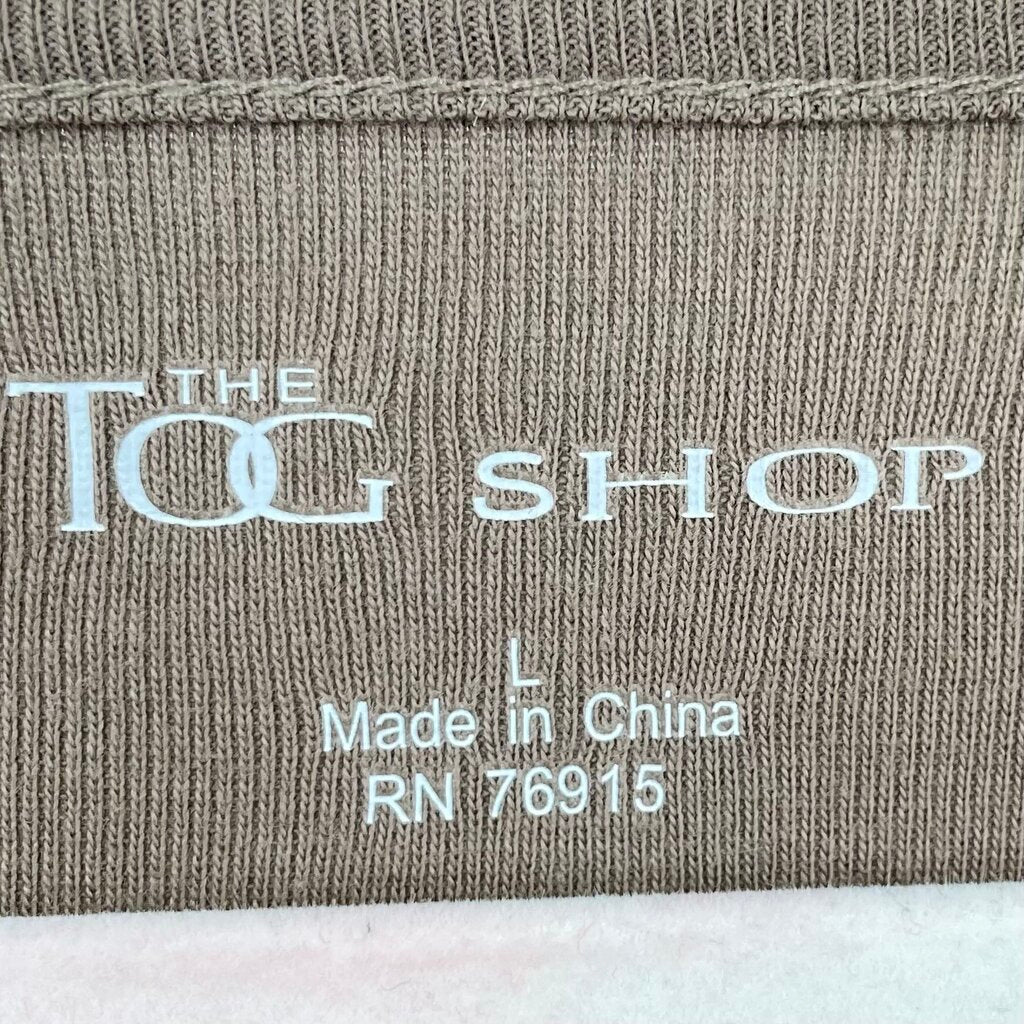 THE
TOG SHOP
L
Made in China
RN 76915